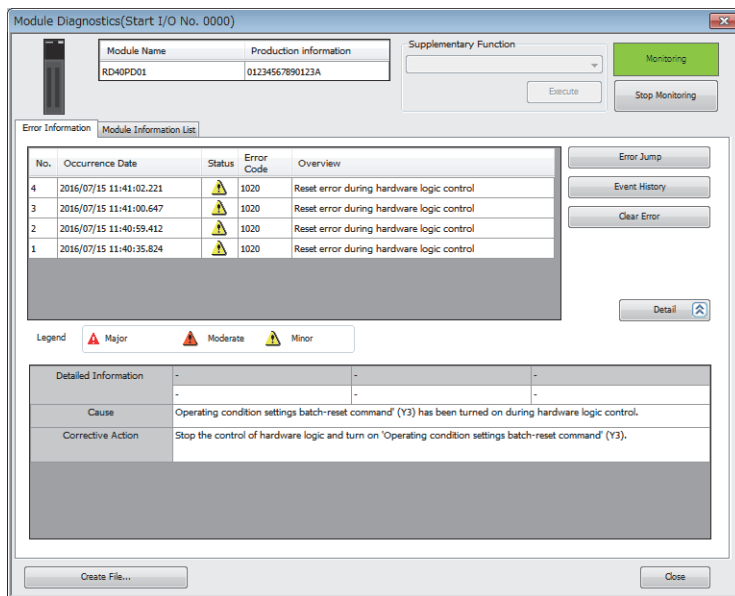 Module Diagnostics(Start I/O No. 0000)
Module Name Production information
RD40PD01 01234567890123A
Supplementary Function
Execute
Monitoring
Stop Monitoring
Error Information Module Information List
No. Occurrence Date Status Error Code Overview
4 2016/07/15 11:41:02.221 1020 Reset error during hardware logic control
3 2016/07/15 11:41:00.647 1020 Reset error during hardware logic control
2 2016/07/15 11:40:59.412 1020 Reset error during hardware logic control
1 2016/07/15 11:40:35.824 1020 Reset error during hardware logic control
Error Jump
Event History
Clear Error
Detail
Legend Major Moderate Minor
Detailed Information - - -
- - -
Cause Operating condition settings batch-reset command' (Y3) has been turned on during hardware logic control.
Corrective Action Stop the control of hardware logic and turn on 'Operating condition settings batch-reset command' (Y3).
Create File... Close